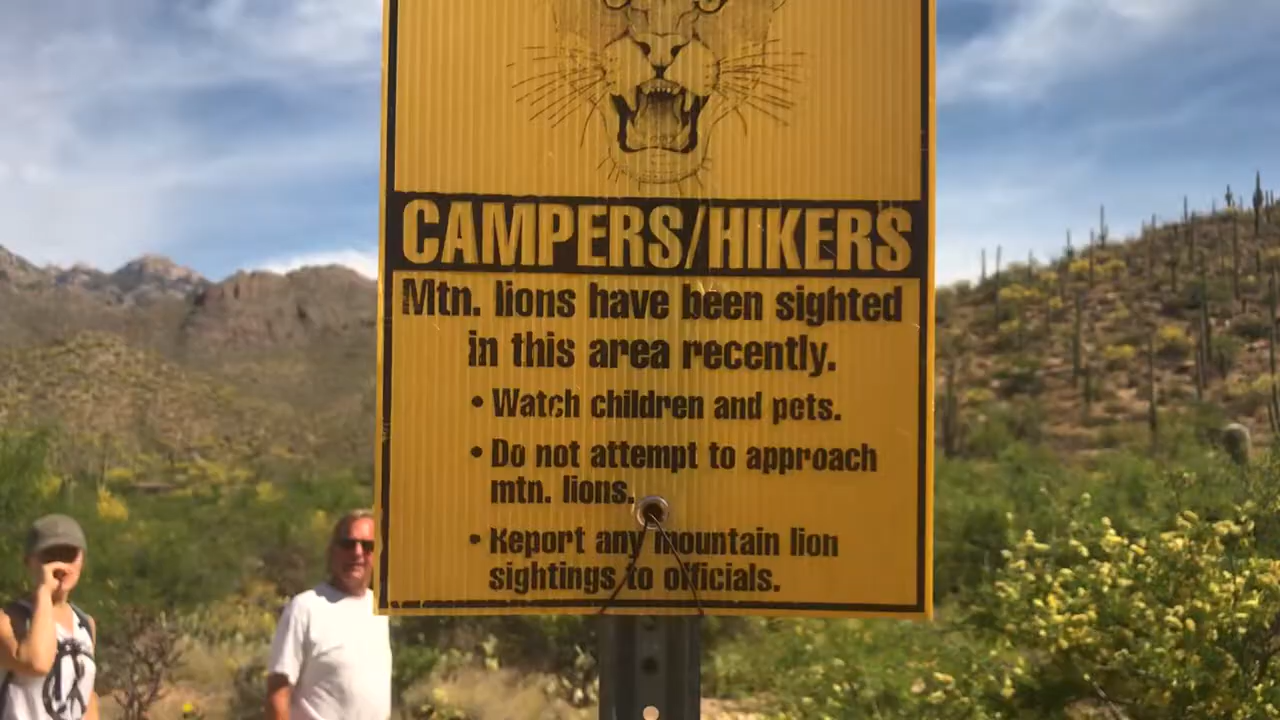 CAMPERS/HIKERS
Mtn. lions have been sighted
in this area recently.
• Watch children and pets.
• Do not attempt to approach
mtn. lions.
• Report any mountain lion
sightings to officials.